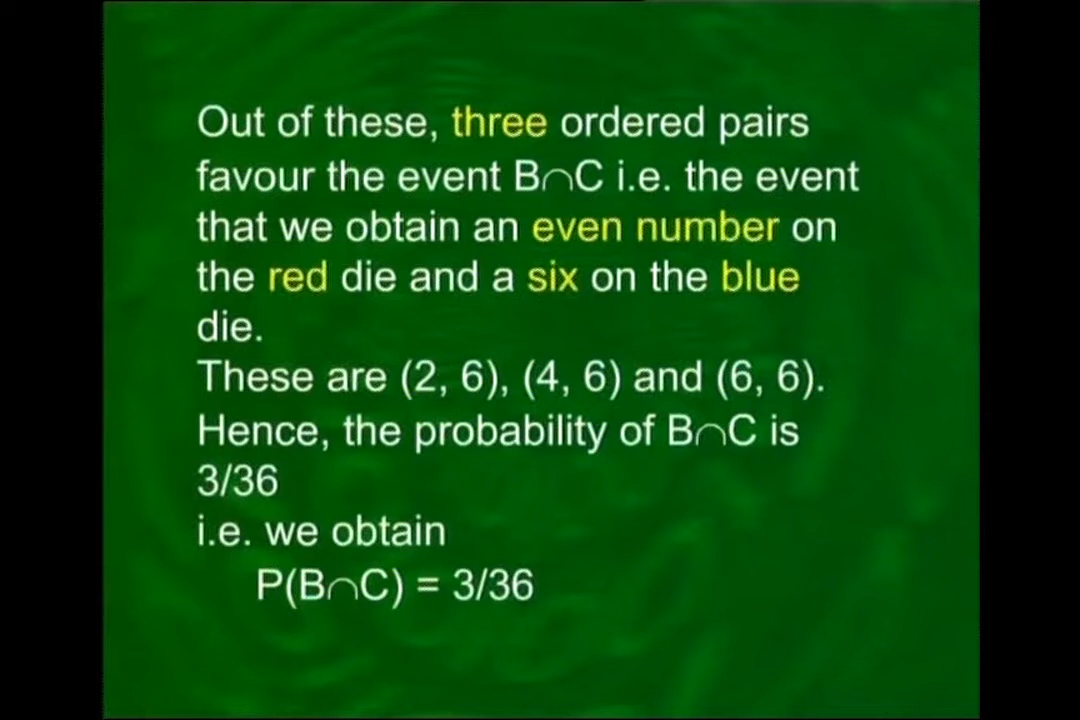 Out of these, three ordered pairs
favour the event B∩C i.e. the event
that we obtain an even number on
the red die and a six on the blue
die.
These are (2, 6), (4, 6) and (6, 6).
Hence, the probability of B∩C is
3/36
i.e. we obtain
P(B∩C) = 3/36